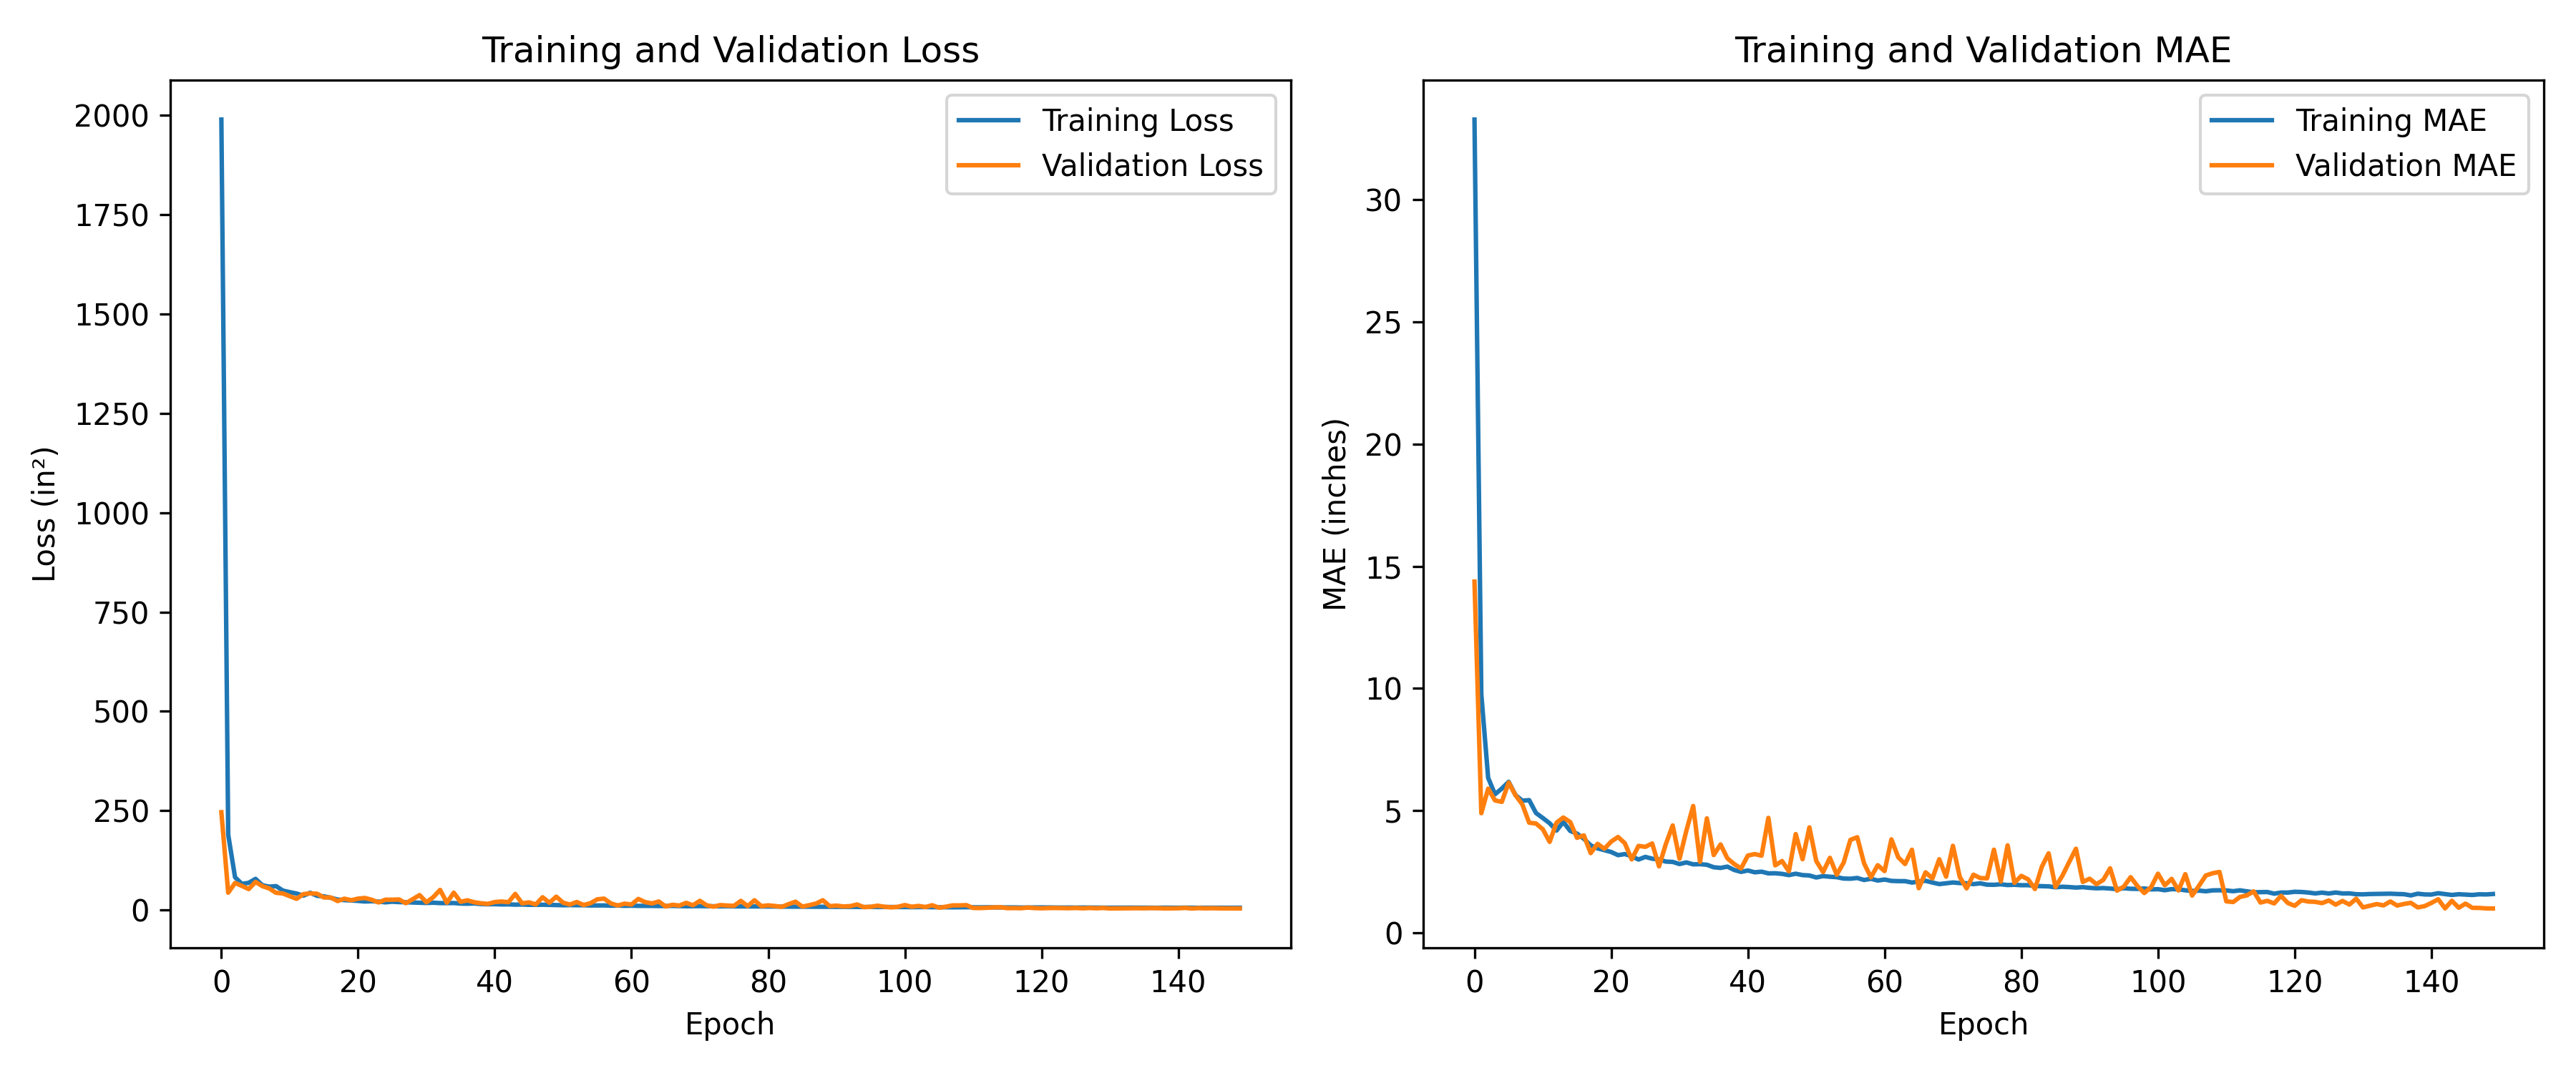 Training and Validation Loss
Training Loss
Validation Loss
Loss (in²)
2000
1750
1500
1250
1000
750
500
250
0
0 20 40 60 80 100 120 140
Epoch
Training and Validation MAE
Training MAE
Validation MAE
MAE (inches)
30
25
20
15
10
5
0
0 20 40 60 80 100 120 140
Epoch